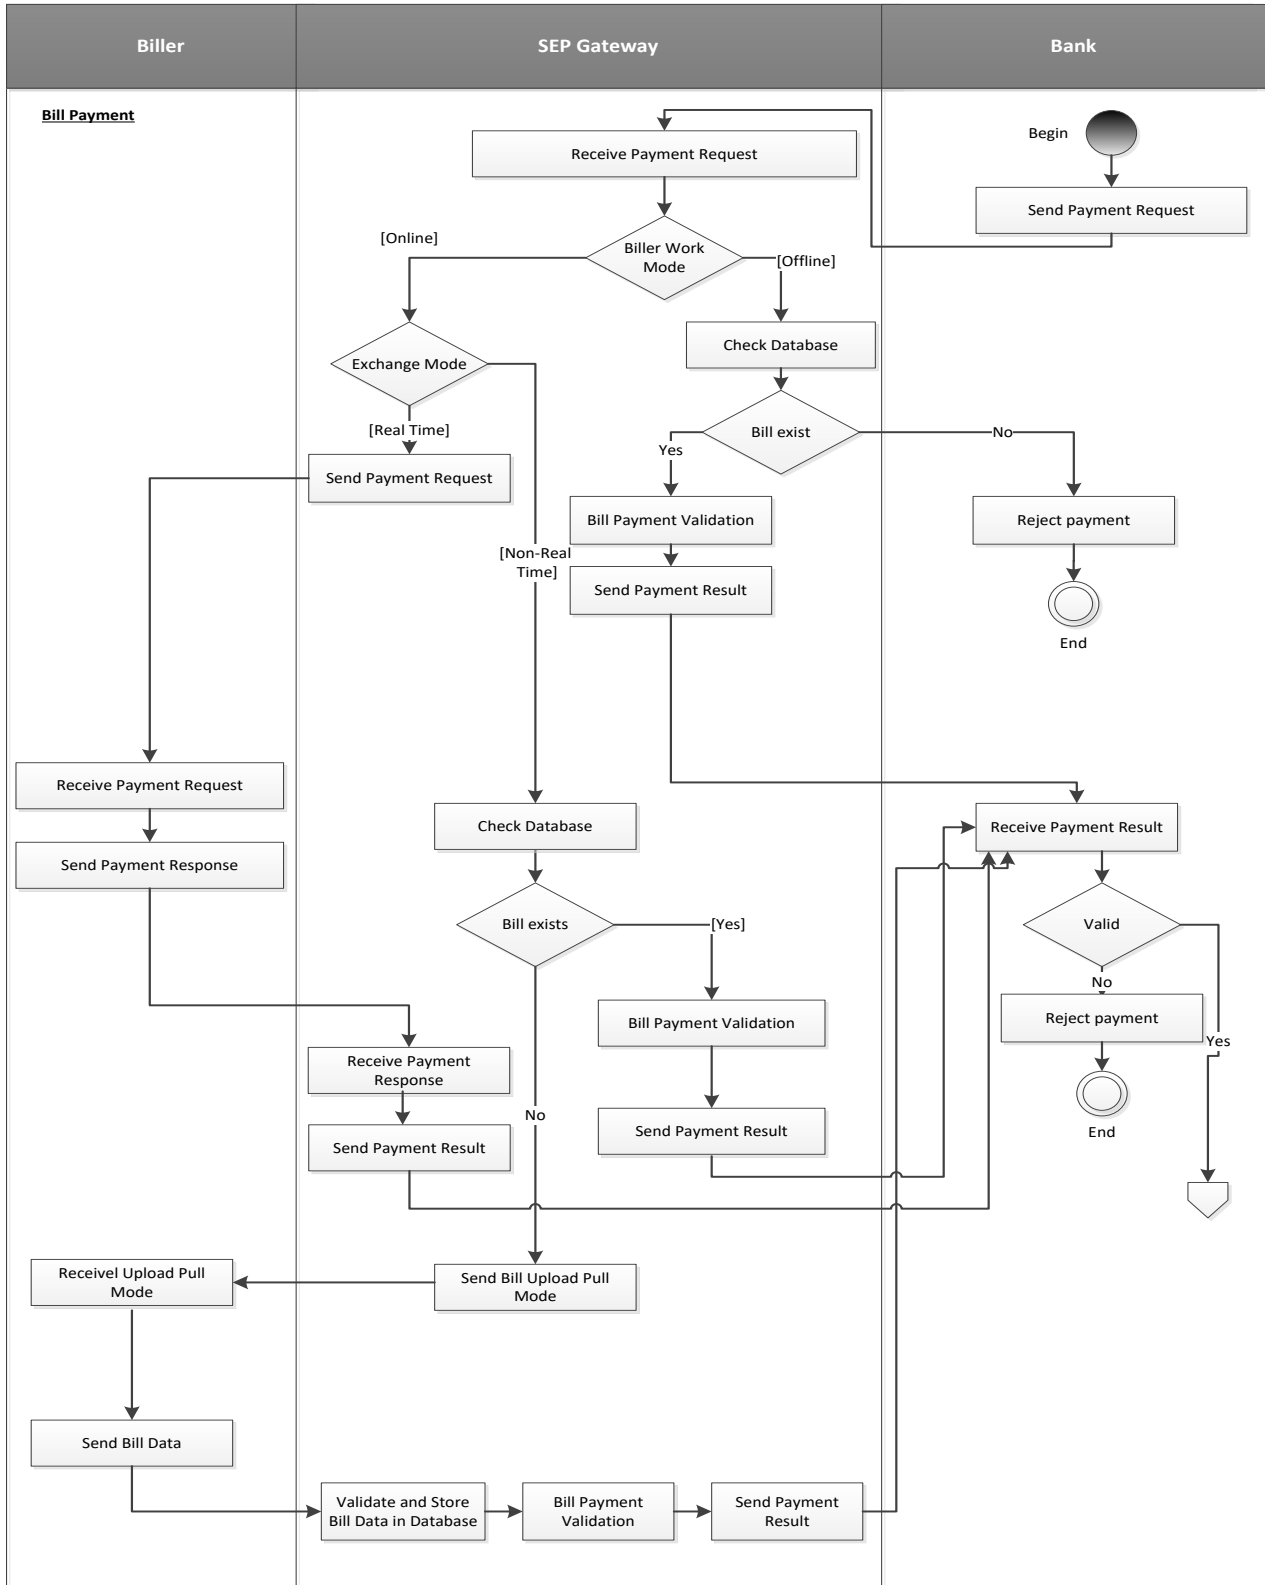 Biller
SEP Gateway
Bank
Bill Payment
Begin
Receive Payment Request
Send Payment Request
[Online]
Biller Work
Mode
[Offline]
Check Database
Exchange Mode
[Real Time]
Bill exist
No
Yes
Send Payment Request
Bill Payment Validation
Reject payment
[Non-Real
Time]
Send Payment Result
End
Receive Payment Request
Check Database
Receive Payment Result
Send Payment Response
Bill exists
[Yes]
Valid
No
Bill Payment Validation
Reject payment
Yes
Receive Payment
Response
No
Send Payment Result
End
Send Payment Result
Receivel Upload Pull
Mode
Send Bill Upload Pull
Mode
Send Bill Data
Validate and Store
Bill Data in Database
Bill Payment
Validation
Send Payment
Result